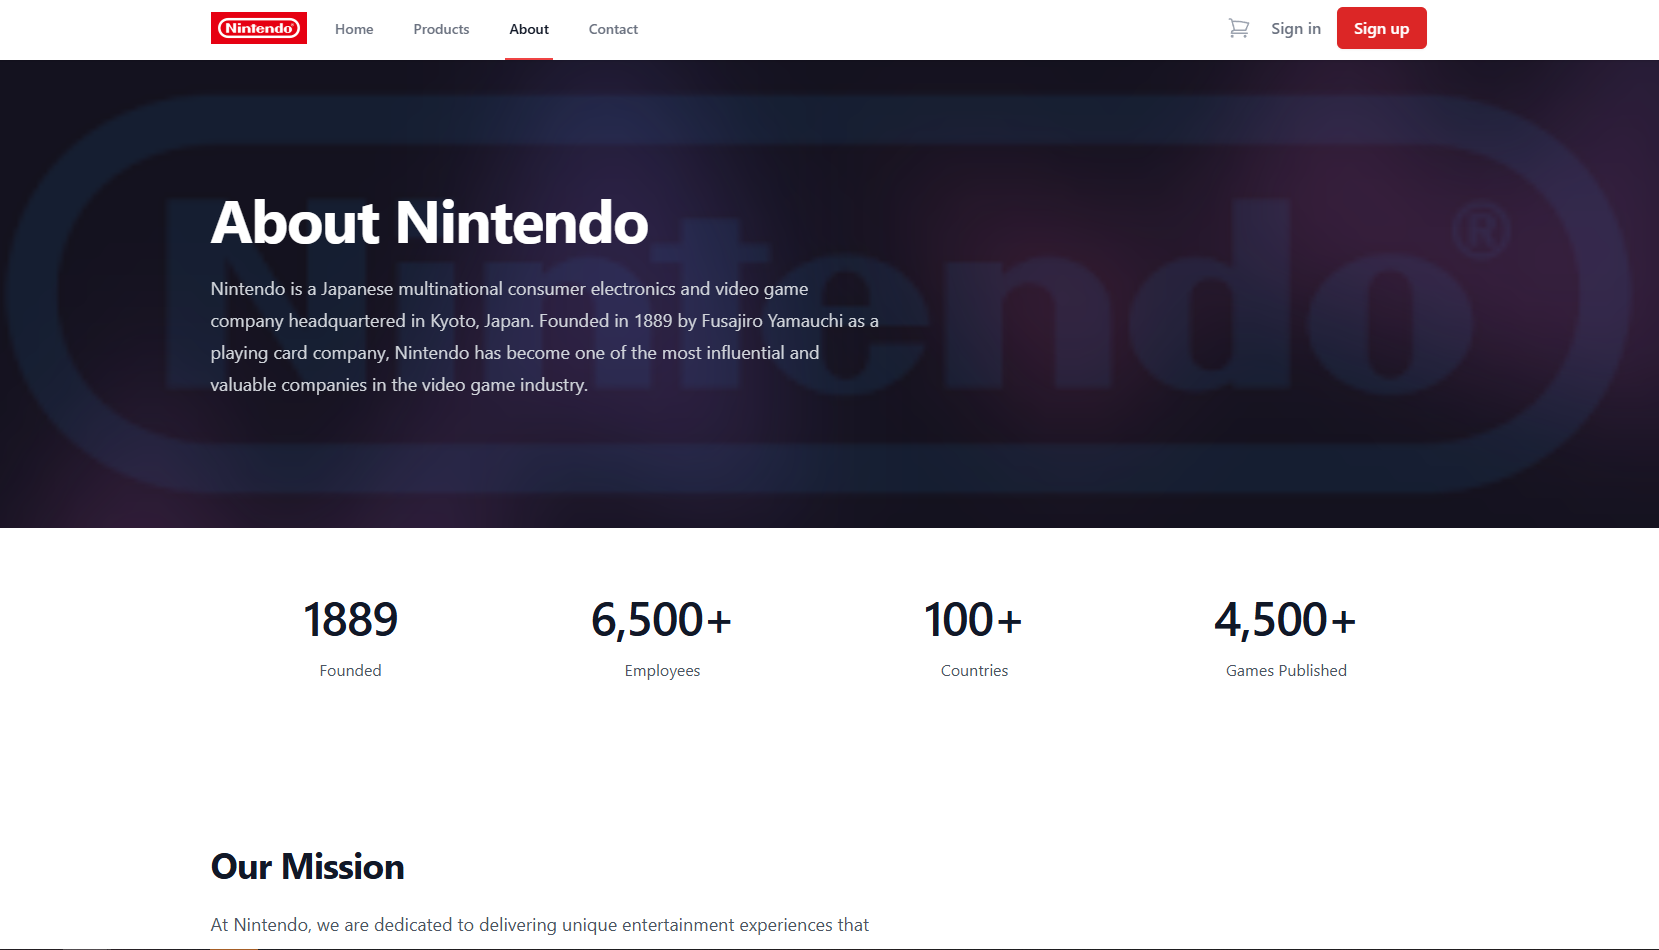 Nintendo
Home Products About Contact
Sign in Sign up
Nintendo®
About Nintendo
Nintendo is a Japanese multinational consumer electronics and video game
company headquartered in Kyoto, Japan. Founded in 1889 by Fusajiro Yamauchi as a
playing card company, Nintendo has become one of the most influential and
valuable companies in the video game industry.
1889 6,500+ 100+ 4,500+
Founded Employees Countries Games Published
Our Mission
At Nintendo, we are dedicated to delivering unique entertainment experiences that